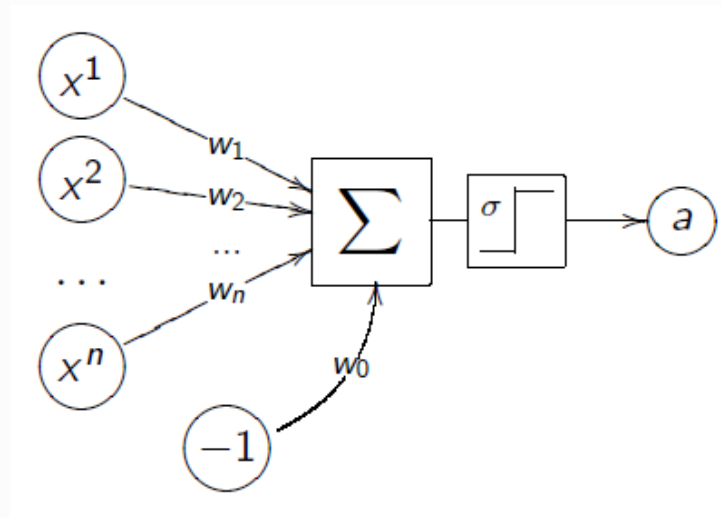 x¹
w₁
x²
w₂
∑
σ
a
...
...
wₙ
xⁿ
w₀
−1